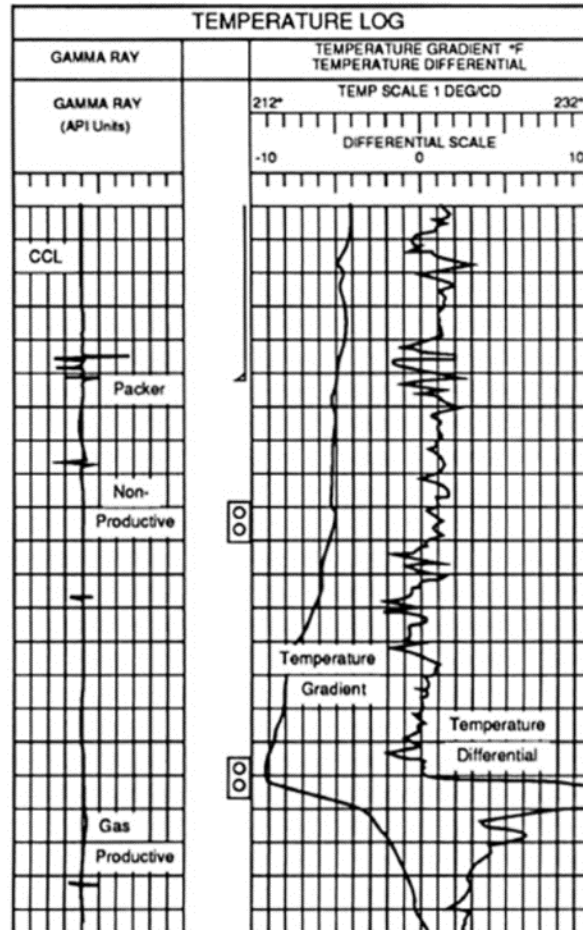 TEMPERATURE LOG
GAMMA RAY
TEMPERATURE GRADIENT °F
TEMPERATURE DIFFERENTIAL
GAMMA RAY
(API Units)
TEMP SCALE 1 DEG/CD
212° 232°
DIFFERENTIAL SCALE
-10 0 10
CCL
Packer
Non-
Productive
Temperature
Gradient
Temperature
Differential
Gas
Productive